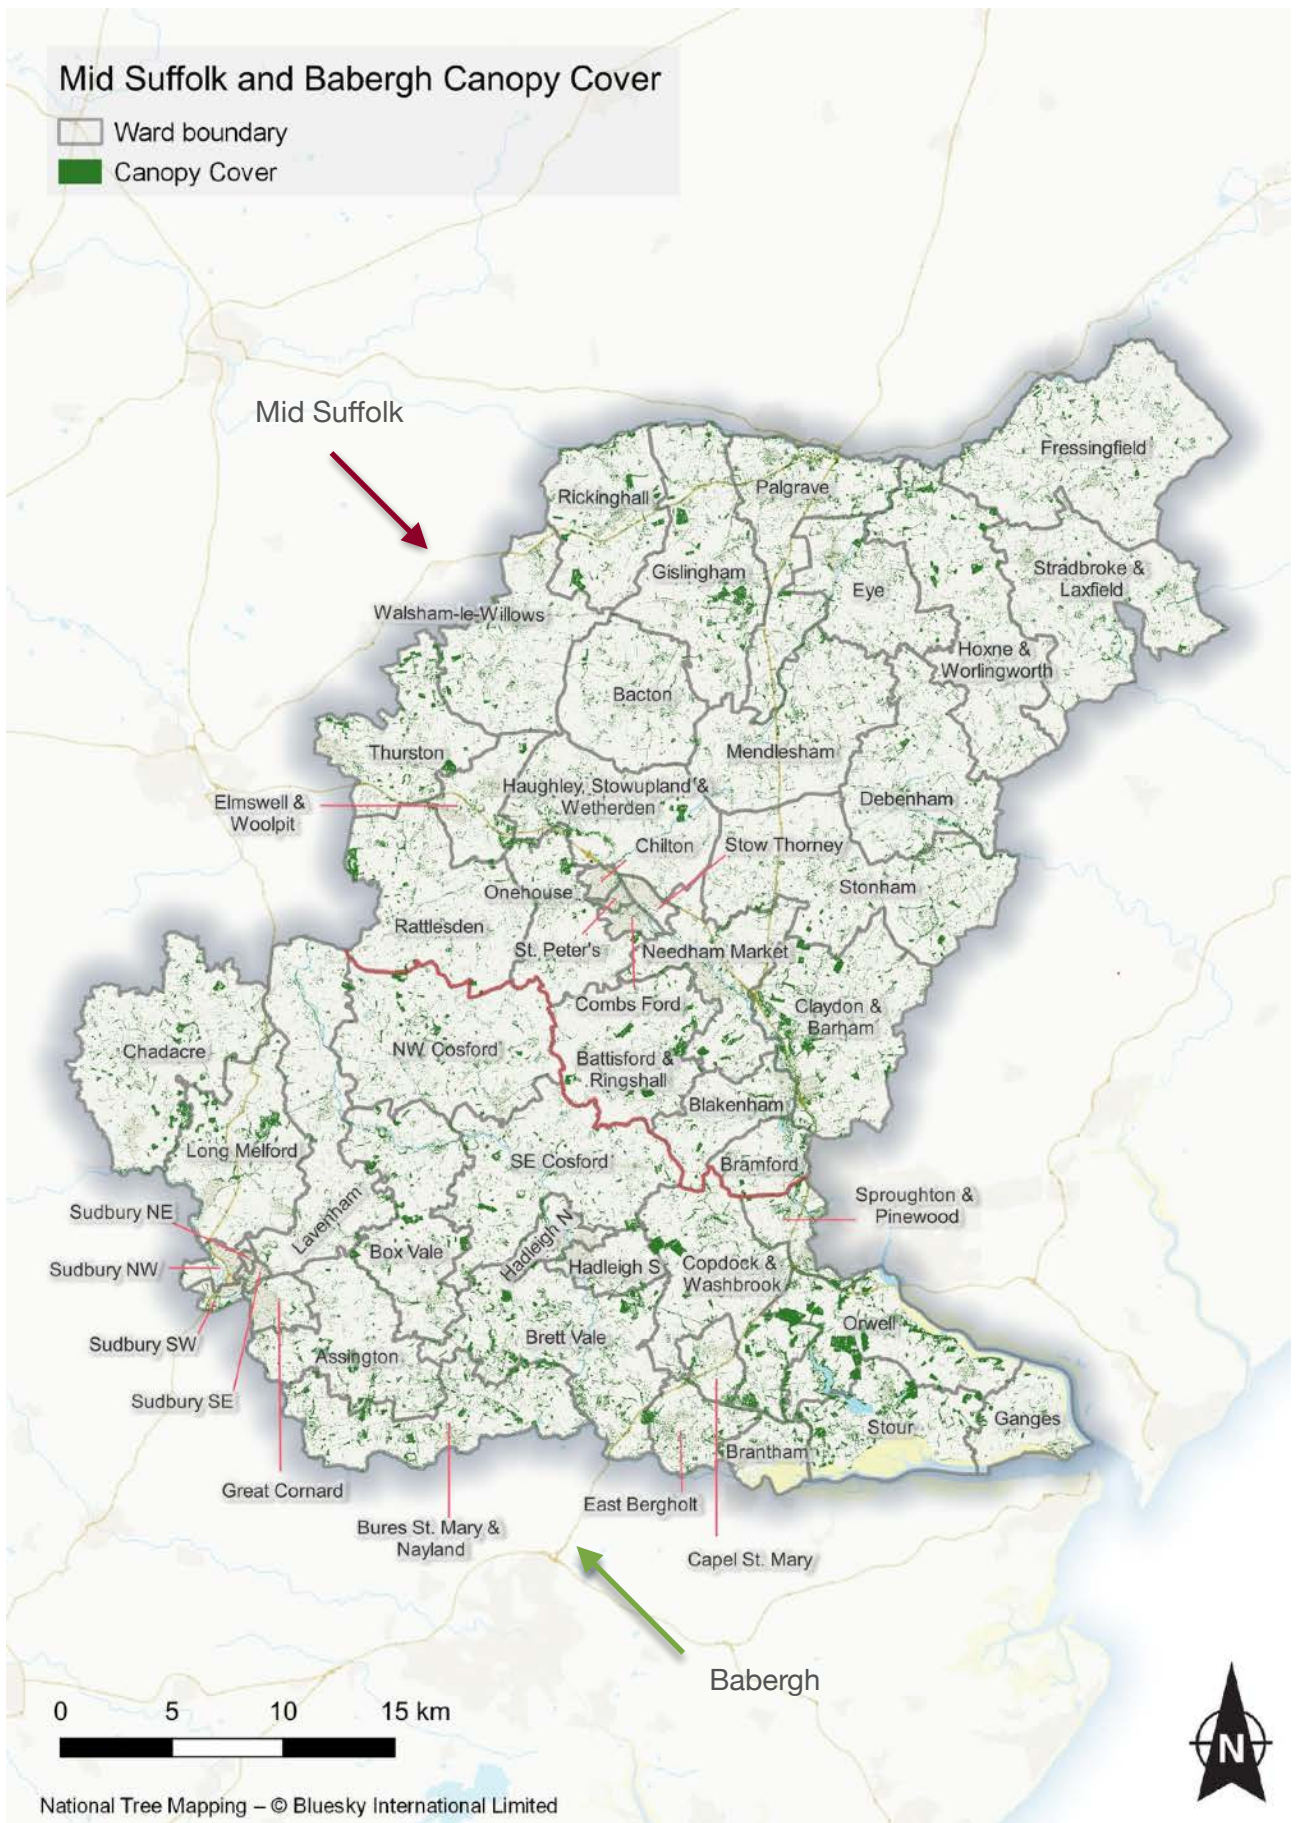 Mid Suffolk and Babergh Canopy Cover
Ward boundary
Canopy Cover
Mid Suffolk
Fressingfield
Rickinghall
Palgrave
Gislingham
Stradbroke &
Laxfield
Eye
Walsham-le-Willows
Hoxne &
Worlingworth
Bacton
Thurston
Mendlesham
Haughley, Stowupland &
Wetherden
Elmswell &
Woolpit
Debenham
Chilton
Stow Thorney
Onehouse
Stonham
Rattlesden
St. Peter's
Needham Market
Combs Ford
Claydon &
Barham
Chadacre
NW Cosford
Battisford &
Ringshall
Blakenham
Long Melford
SE Cosford
Bramford
Sproughton &
Pinewood
Sudbury NE
Lavenham
Hadleigh N
Box Vale
Sudbury NW
Hadleigh S
Copdock &
Washbrook
Sudbury SW
Brett Vale
Orwell
Assington
Sudbury SE
Stour
Ganges
Brantham
Great Cornard
East Bergholt
Bures St. Mary &
Nayland
Capel St. Mary
Babergh
0 5 10 15 km
N
National Tree Mapping – © Bluesky International Limited